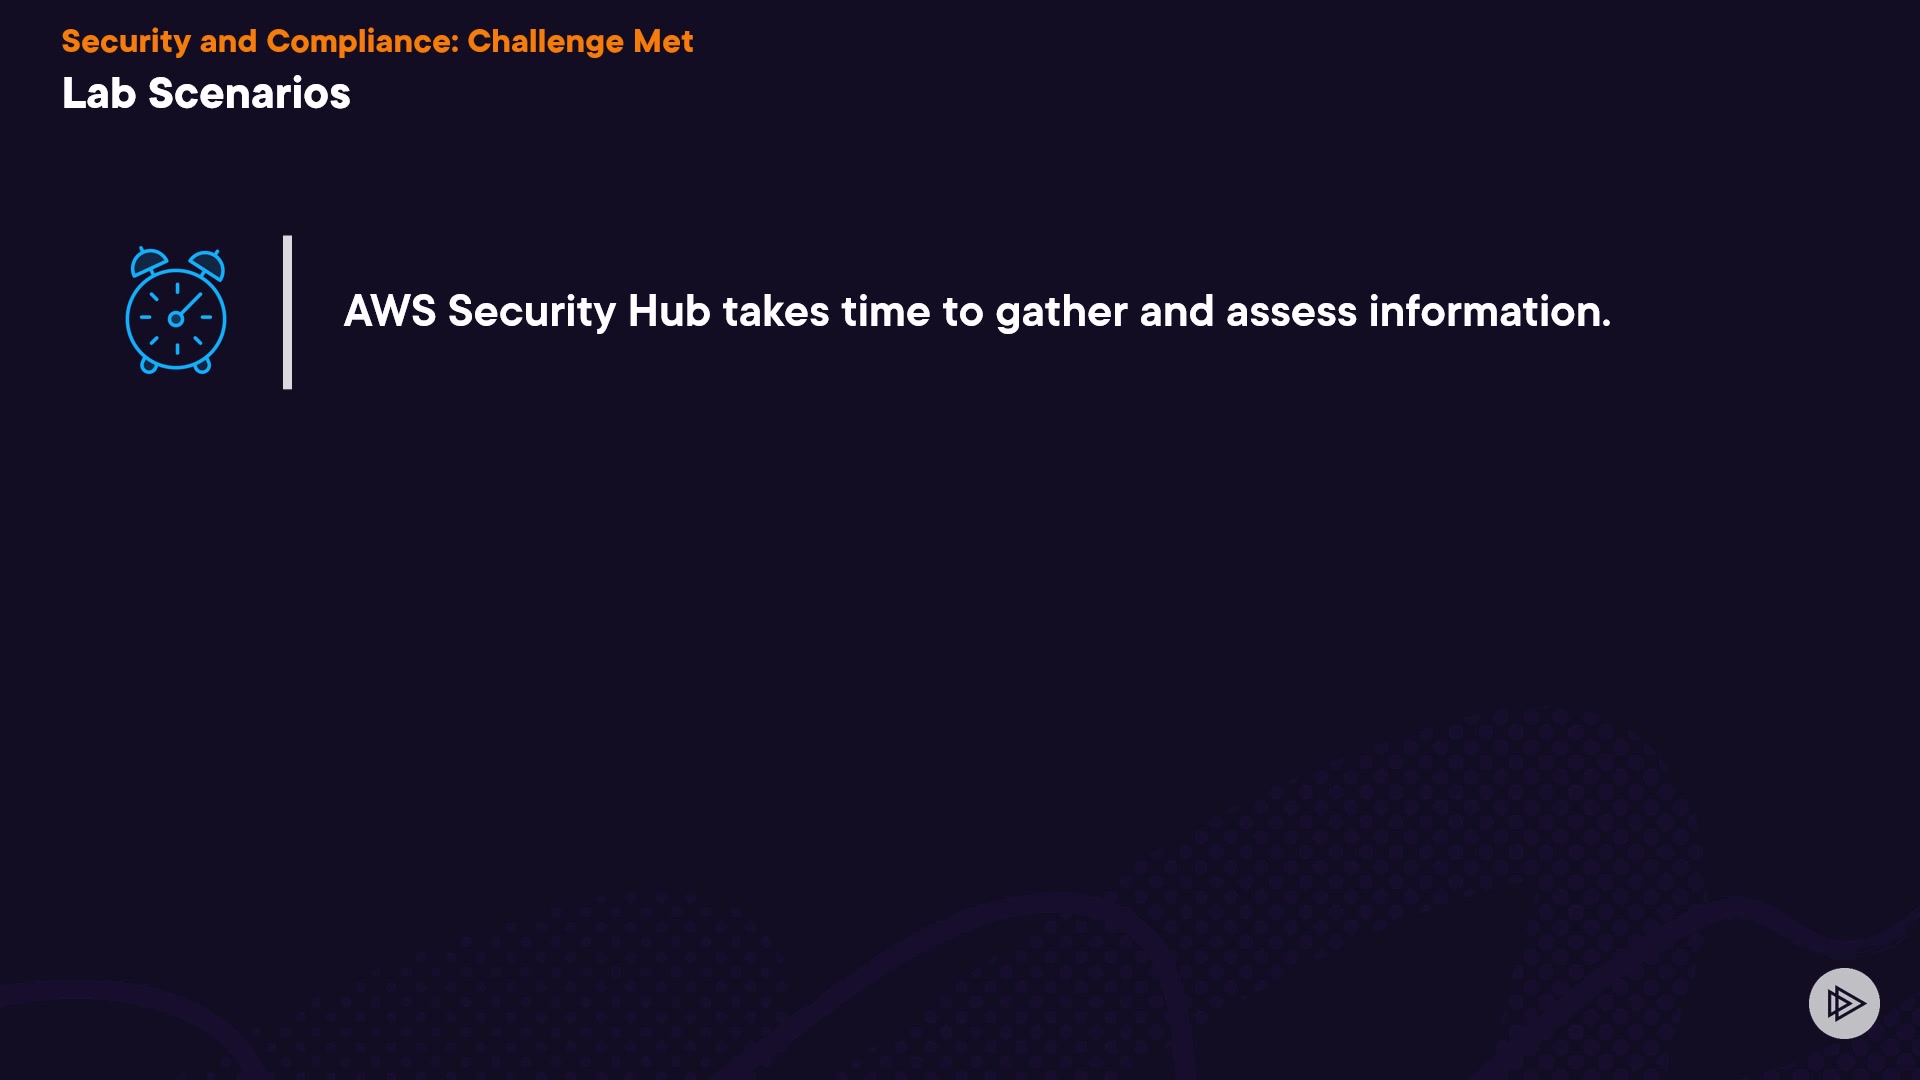 Security and Compliance: Challenge Met
Lab Scenarios
AWS Security Hub takes time to gather and assess information.